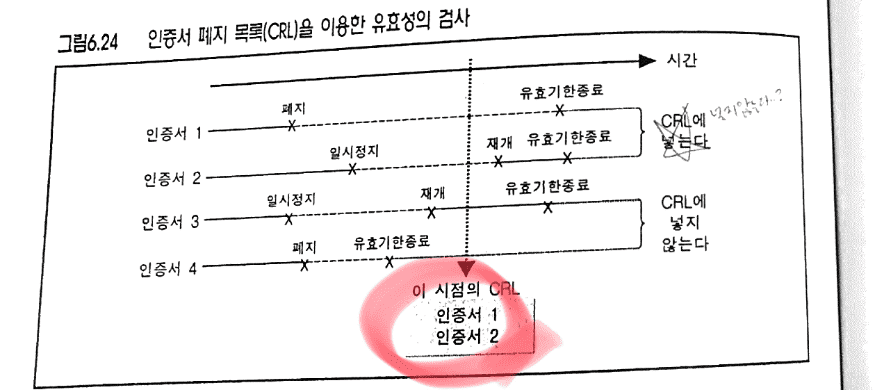 그림6.24 인증서 폐지 목록(CRL)을 이용한 유효성의 검사
시간
폐지 유효기한종료
인증서 1
CRL에
넣는다
넣지않는다..?
일시정지 재개 유효기한종료
인증서 2
일시정지 재개 유효기한종료
인증서 3
CRL에
넣지
않는다
폐지 유효기한종료
인증서 4
이 시점의 CRL
인증서 1
인증서 2